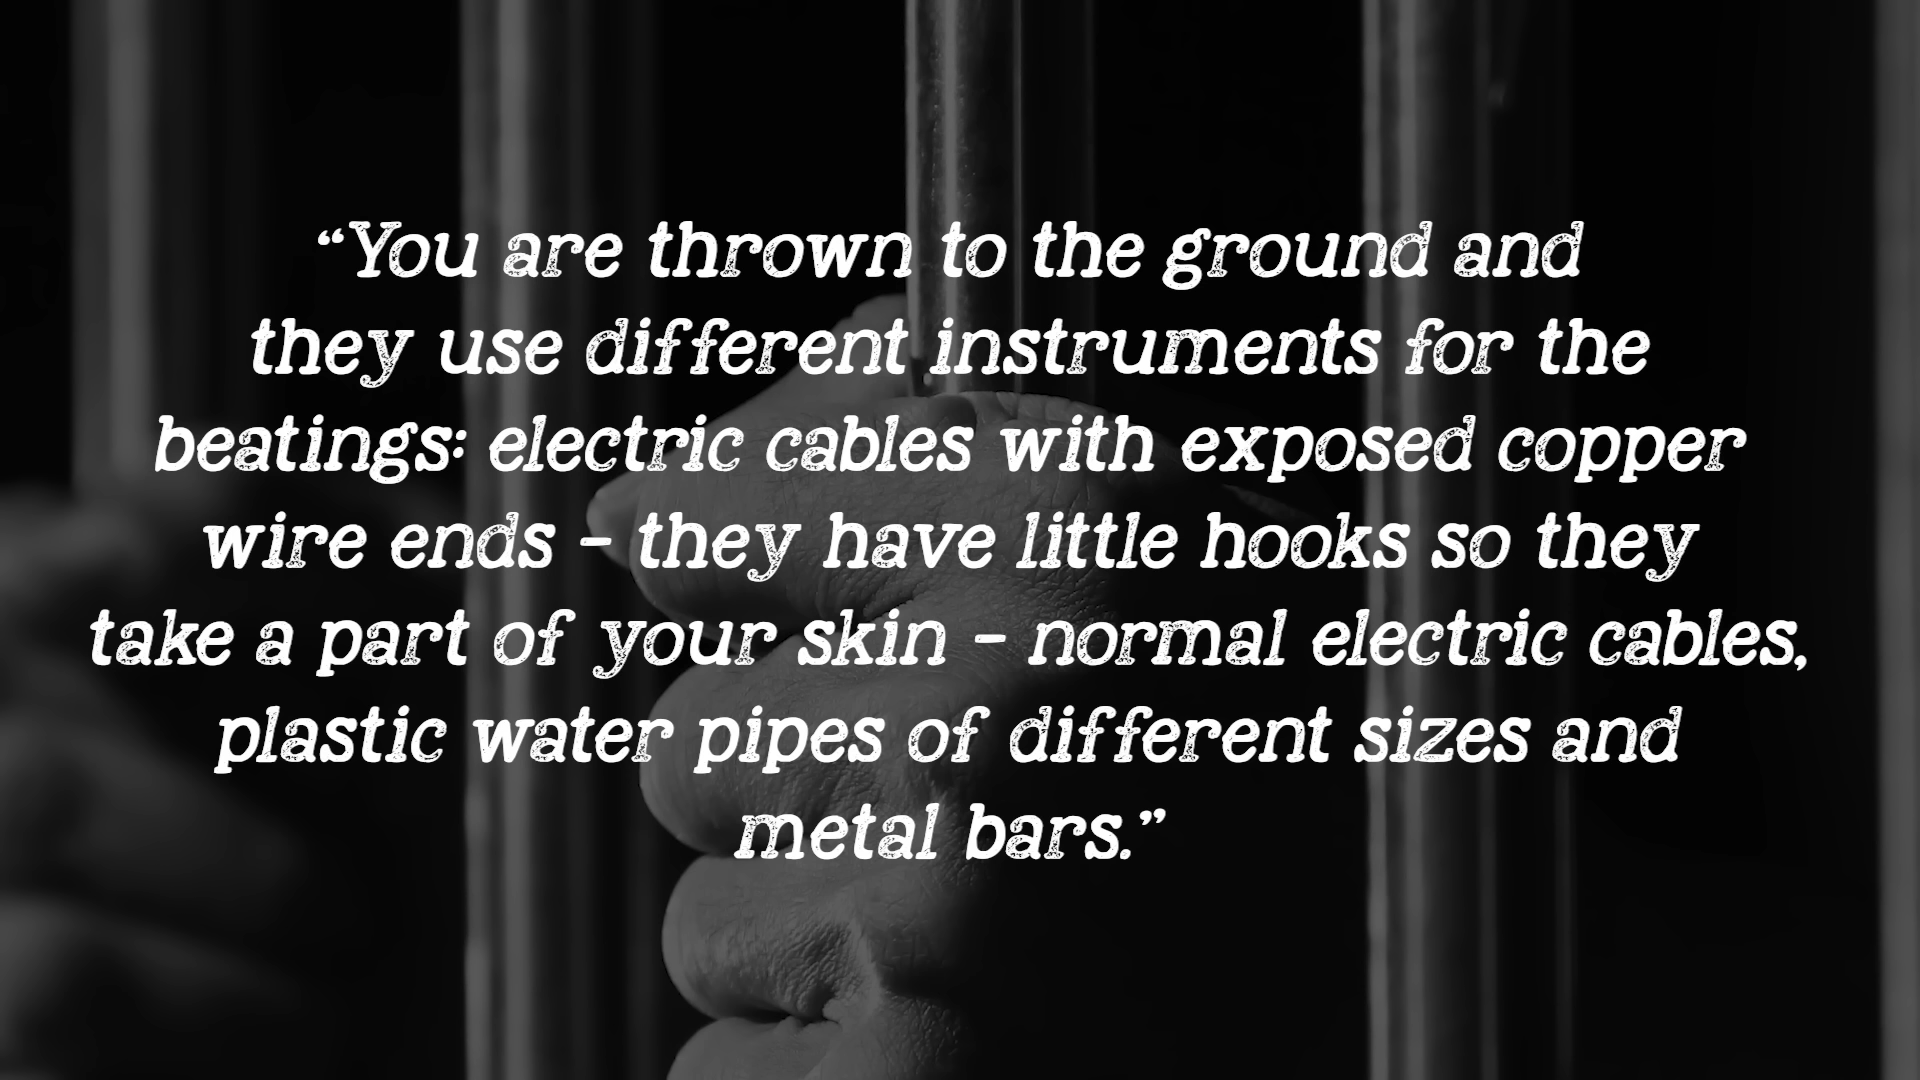 “You are thrown to the ground and
they use different instruments for the
beatings: electric cables with exposed copper
wire ends – they have little hooks so they
take a part of your skin – normal electric cables,
plastic water pipes of different sizes and
metal bars.”